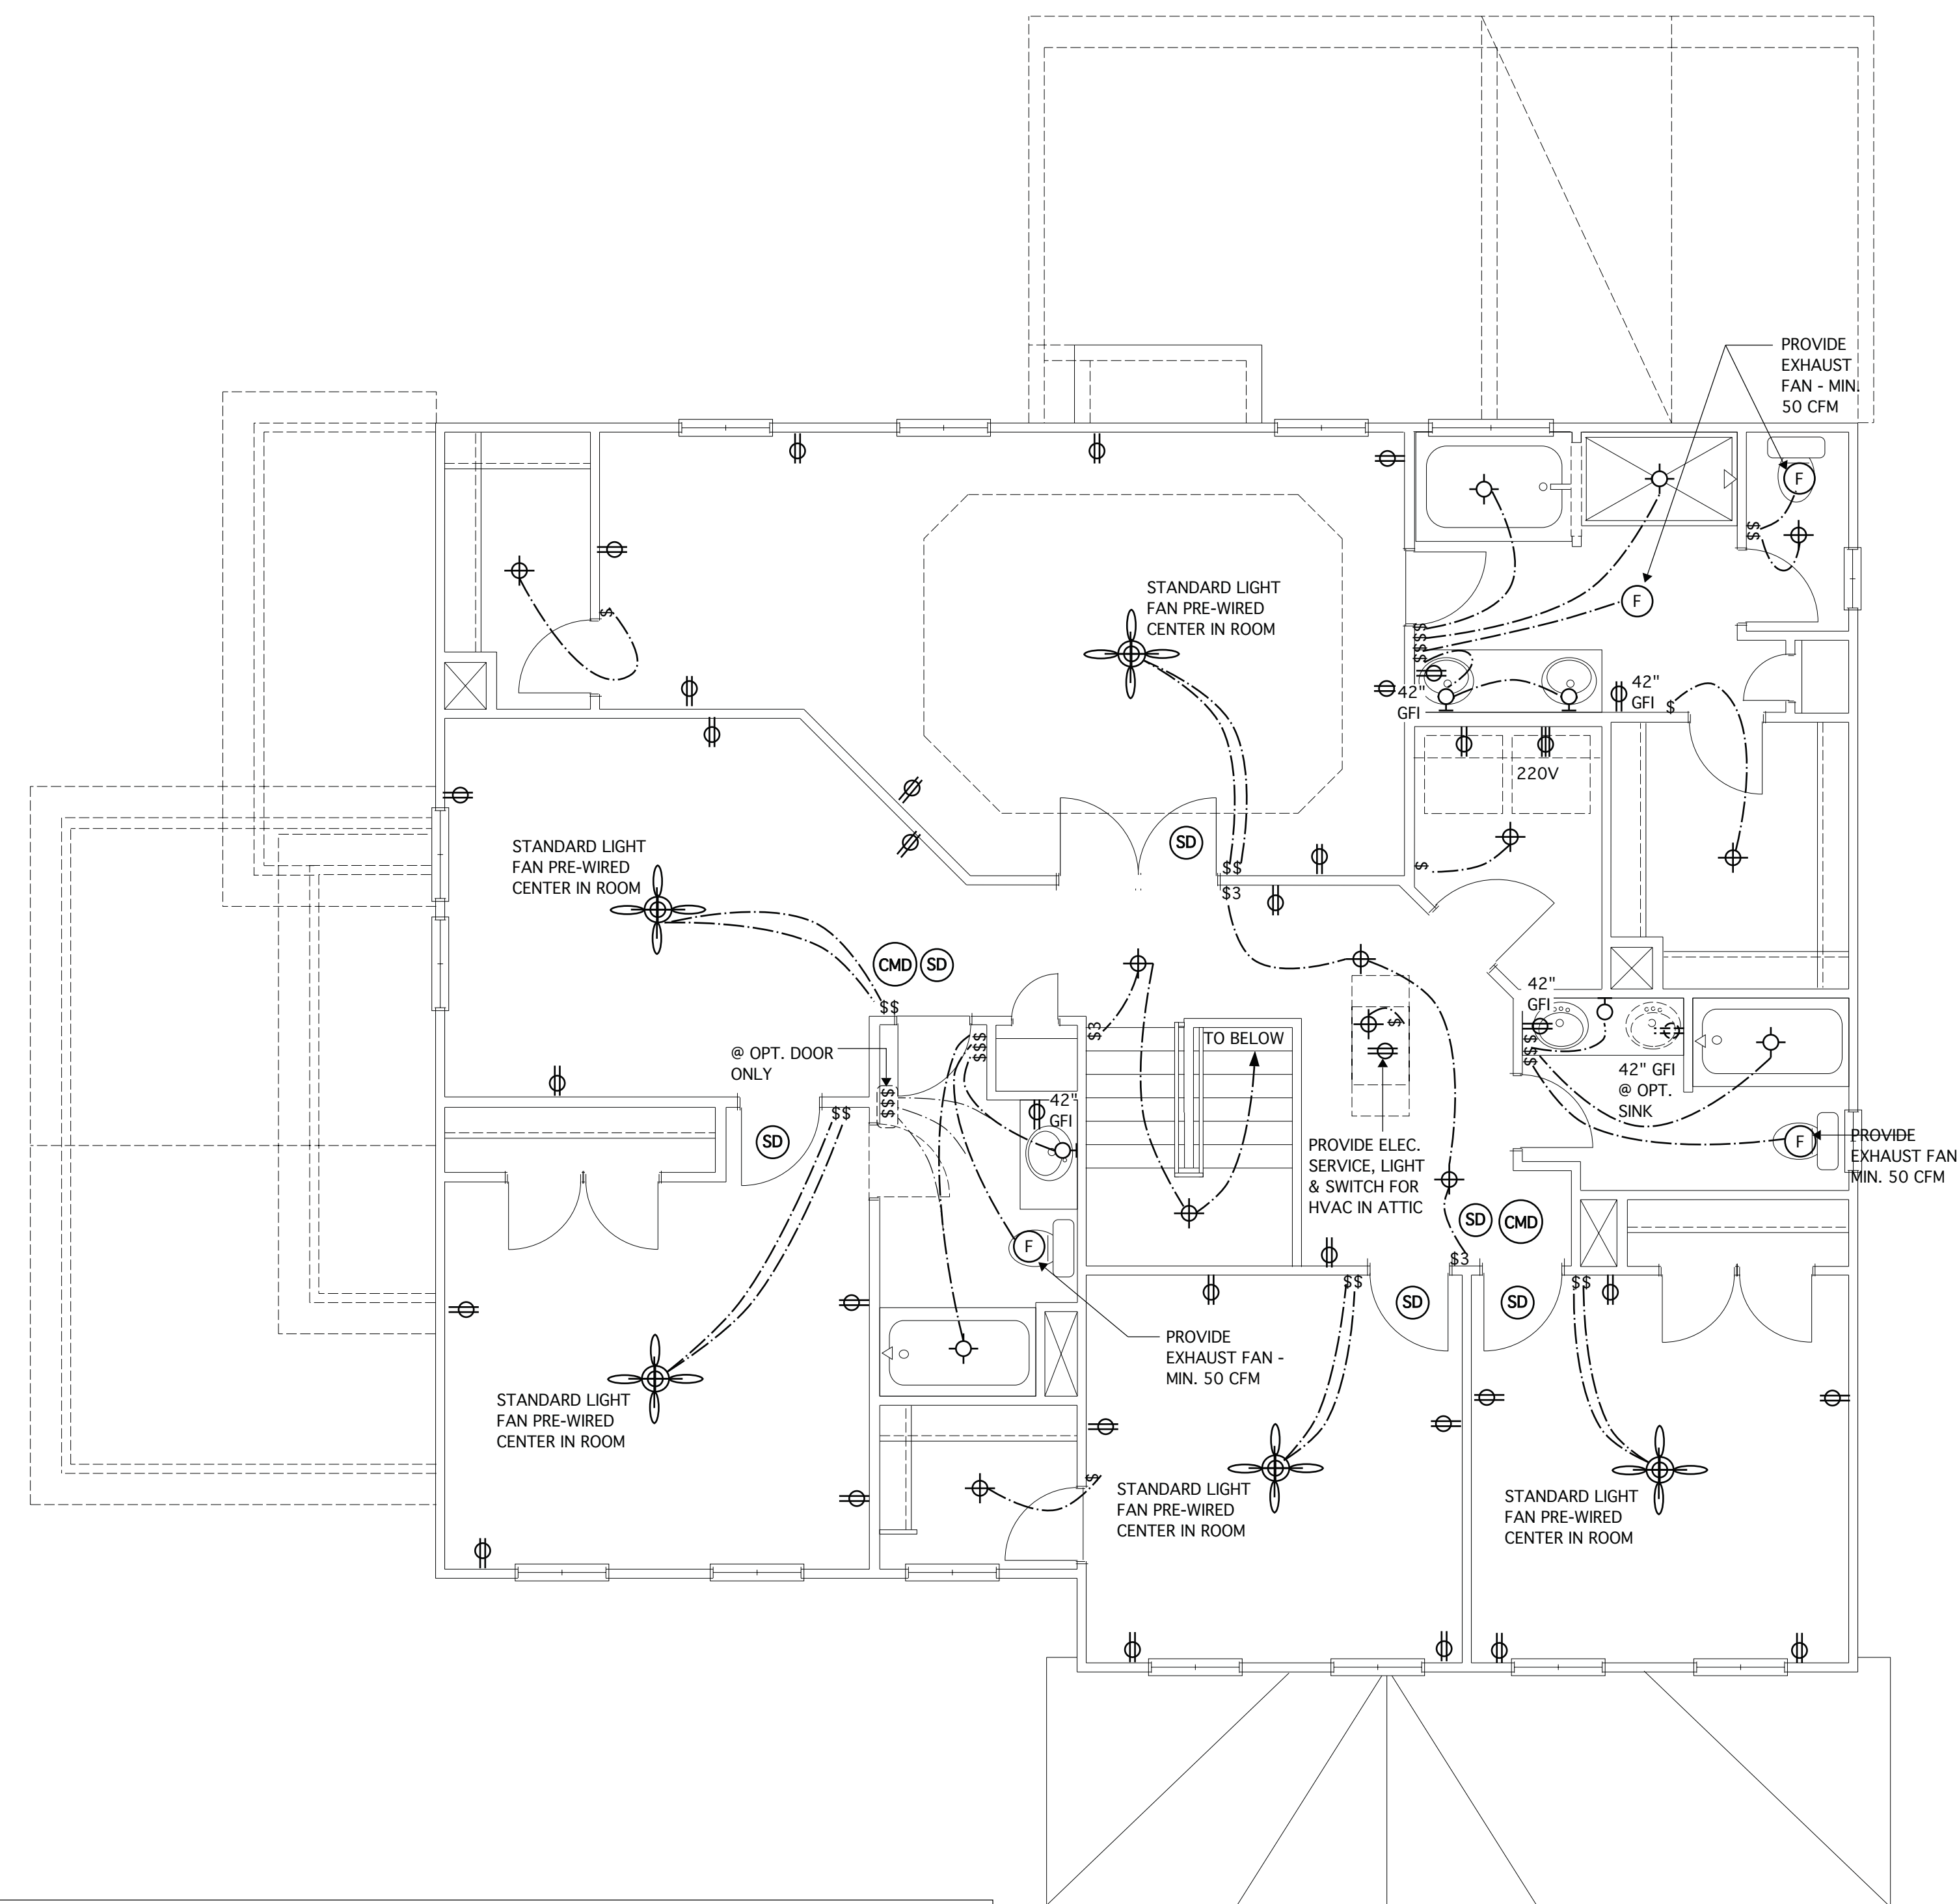 PROVIDE
EXHAUST
FAN - MIN.
50 CFM
F
$$
STANDARD LIGHT
FAN PRE-WIRED
CENTER IN ROOM
F
$
$
$
$
$
$
42"
GFI
42"
GFI
$
220V
STANDARD LIGHT
FAN PRE-WIRED
CENTER IN ROOM
SD
$$
$3
$
CMD
SD
$$
42"
GFI
$3
$
TO BELOW
@ OPT. DOOR
ONLY
$$$
$$$
$$$
42" GFI
@ OPT.
SINK
42"
GFI
$$
SD
PROVIDE ELEC.
SERVICE, LIGHT
& SWITCH FOR
HVAC IN ATTIC
F
PROVIDE
EXHAUST FAN
MIN. 50 CFM
SD
CMD
F
$3
$$
$$
SD
SD
PROVIDE
EXHAUST FAN -
MIN. 50 CFM
STANDARD LIGHT
FAN PRE-WIRED
CENTER IN ROOM
$
STANDARD LIGHT
FAN PRE-WIRED
CENTER IN ROOM
STANDARD LIGHT
FAN PRE-WIRED
CENTER IN ROOM